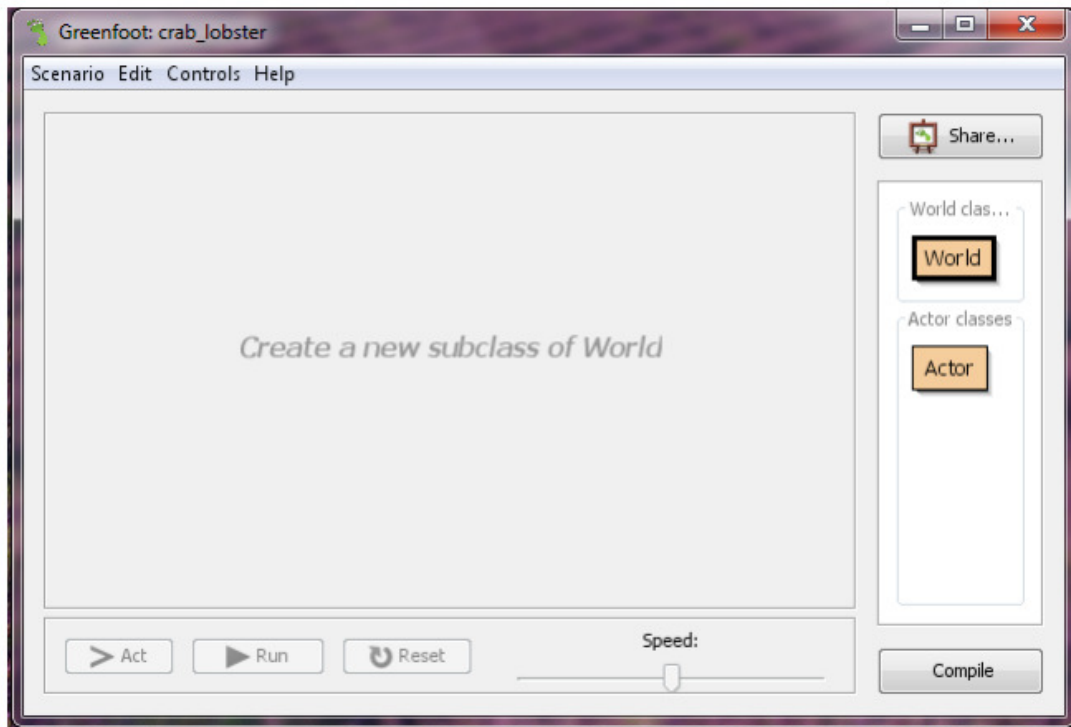 Greenfoot: crab_lobster
Scenario Edit Controls Help
Share...
World clas...
World
Create a new subclass of World
Actor classes
Actor
Act
Run
Reset
Speed:
Compile